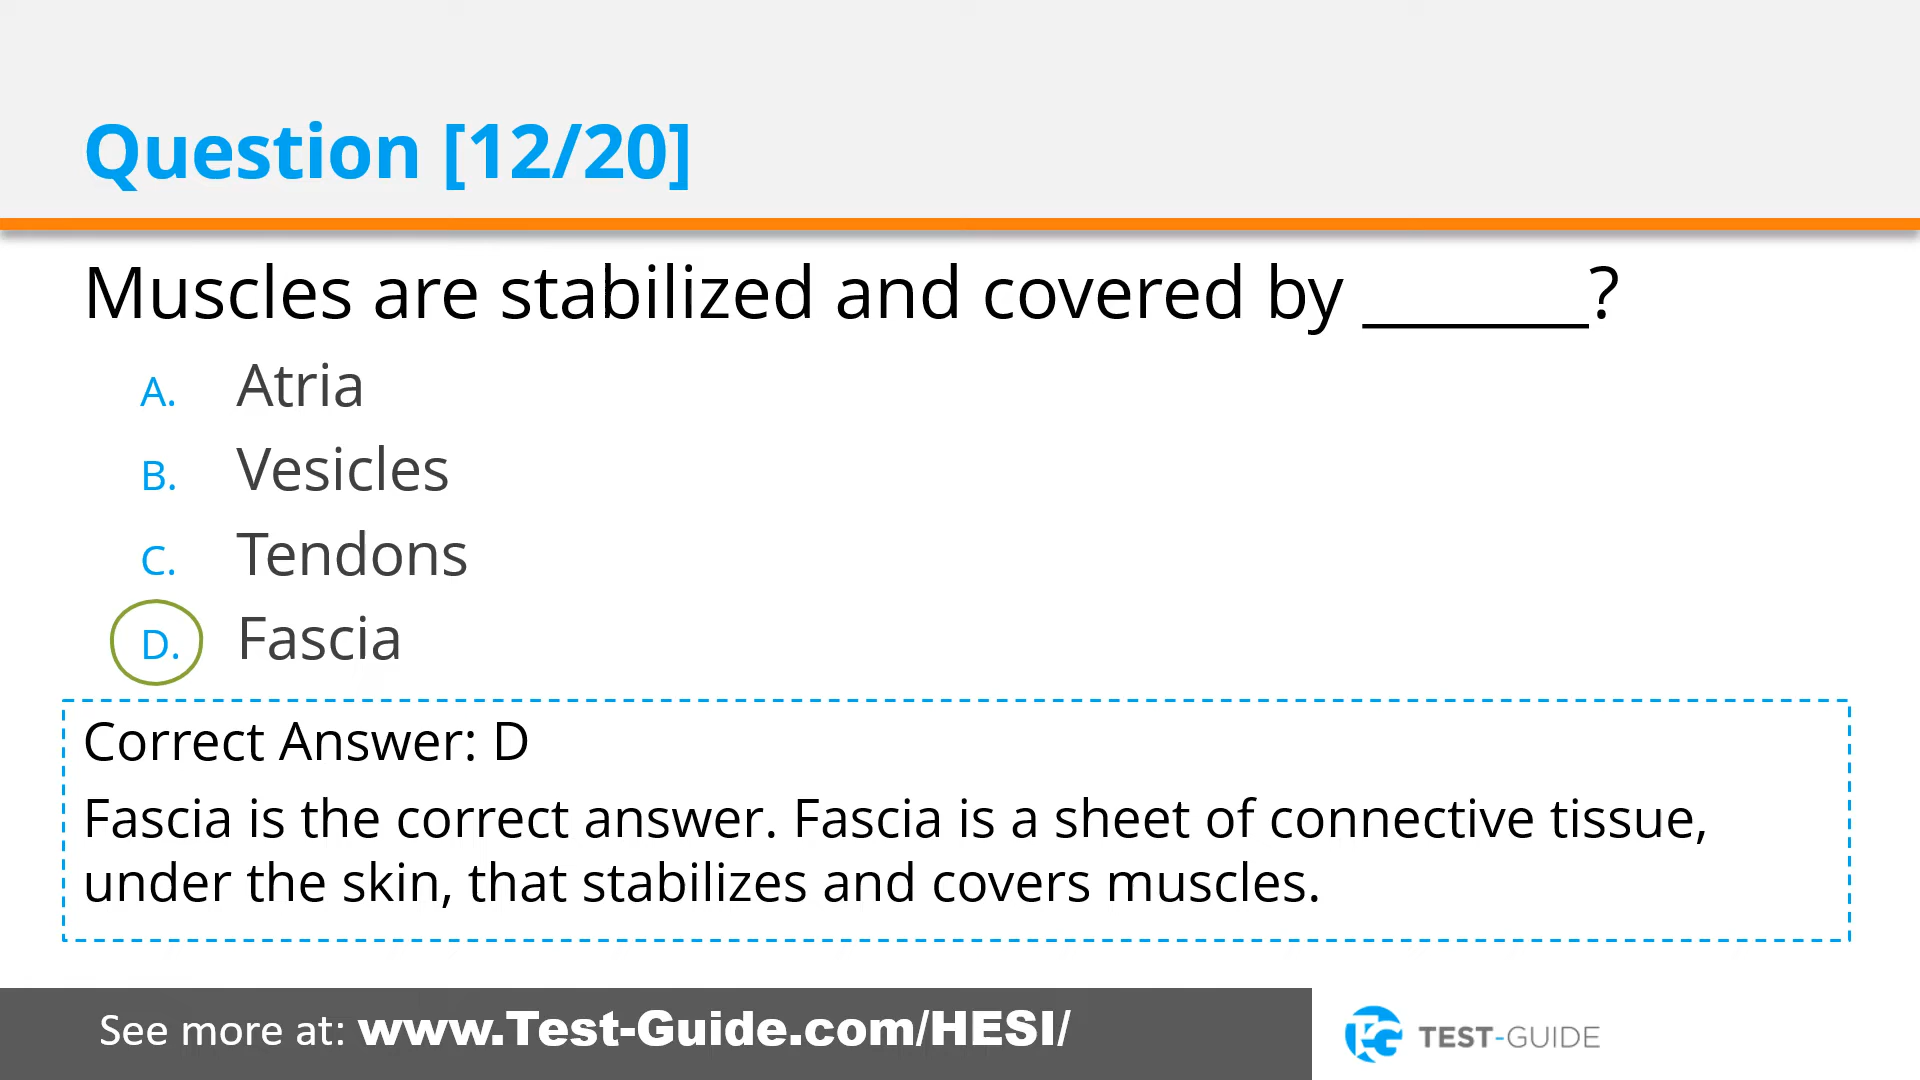 Question [12/20]
Muscles are stabilized and covered by _______?
A. Atria
B. Vesicles
C. Tendons
D. Fascia
Correct Answer: D
Fascia is the correct answer. Fascia is a sheet of connective tissue,
under the skin, that stabilizes and covers muscles.
See more at: www.Test-Guide.com/HESI/
TG TEST-GUIDE